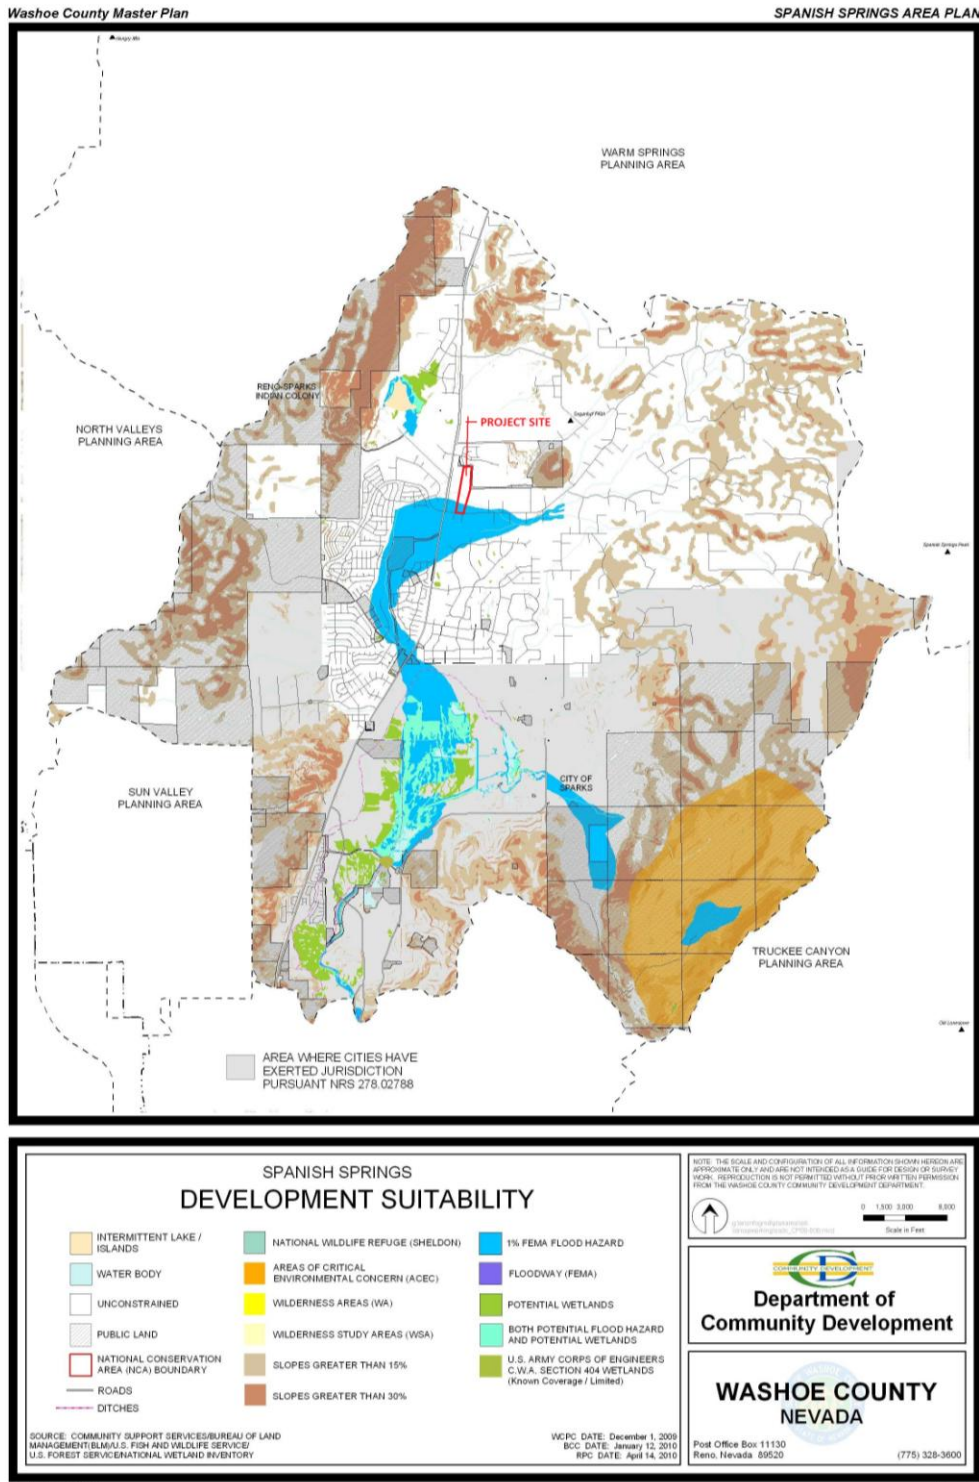 Washoe County Master Plan
SPANISH SPRINGS AREA PLAN
WARM SPRINGS
PLANNING AREA
RENO-SPARKS
INDIAN COLONY
NORTH VALLEYS
PLANNING AREA
PROJECT SITE
Spanish Springs Peak
CITY OF
SPARKS
SUN VALLEY
PLANNING AREA
TRUCKEE CANYON
PLANNING AREA
AREA WHERE CITIES HAVE
EXERTED JURISDICTION
PURSUANT NRS 278.02788
SPANISH SPRINGS
DEVELOPMENT SUITABILITY
INTERMITTENT LAKE /
ISLANDS
WATER BODY
UNCONSTRAINED
PUBLIC LAND
NATIONAL CONSERVATION
AREA (NCA) BOUNDARY
ROADS
DITCHES
NATIONAL WILDLIFE REFUGE (SHELDON)
AREAS OF CRITICAL
ENVIRONMENTAL CONCERN (ACEC)
WILDERNESS AREAS (WA)
WILDERNESS STUDY AREAS (WSA)
SLOPES GREATER THAN 15%
SLOPES GREATER THAN 30%
1% FEMA FLOOD HAZARD
FLOODWAY (FEMA)
POTENTIAL WETLANDS
BOTH POTENTIAL FLOOD HAZARD
AND POTENTIAL WETLANDS
U.S. ARMY CORPS OF ENGINEERS
C.W.A. SECTION 404 WETLANDS
(Known Coverage / Limited)
SOURCE: COMMUNITY SUPPORT SERVICES/BUREAU OF LAND
MANAGEMENT(BLM)/U.S. FISH AND WILDLIFE SERVICE/
U.S. FOREST SERVICE/NATIONAL WETLAND INVENTORY
WCPC DATE: December 1, 2009
BCC DATE: January 12, 2010
RPC DATE: April 14, 2010
NOTE: THE SCALE AND CONFIGURATION OF ALL INFORMATION SHOWN HEREON ARE
APPROXIMATE ONLY AND ARE NOT INTENDED AS A GUIDE FOR DESIGN OR SURVEY
WORK. REPRODUCTION IS NOT PERMITTED WITHOUT PRIOR WRITTEN PERMISSION
FROM THE WASHOE COUNTY COMMUNITY DEVELOPMENT DEPARTMENT.
0 1,500 3,000
Scale in Feet
COMMUNITY DEVELOPMENT
Department of
Community Development
WASHOE COUNTY
NEVADA
Post Office Box 11130
Reno, Nevada 89520
(775) 328-3600